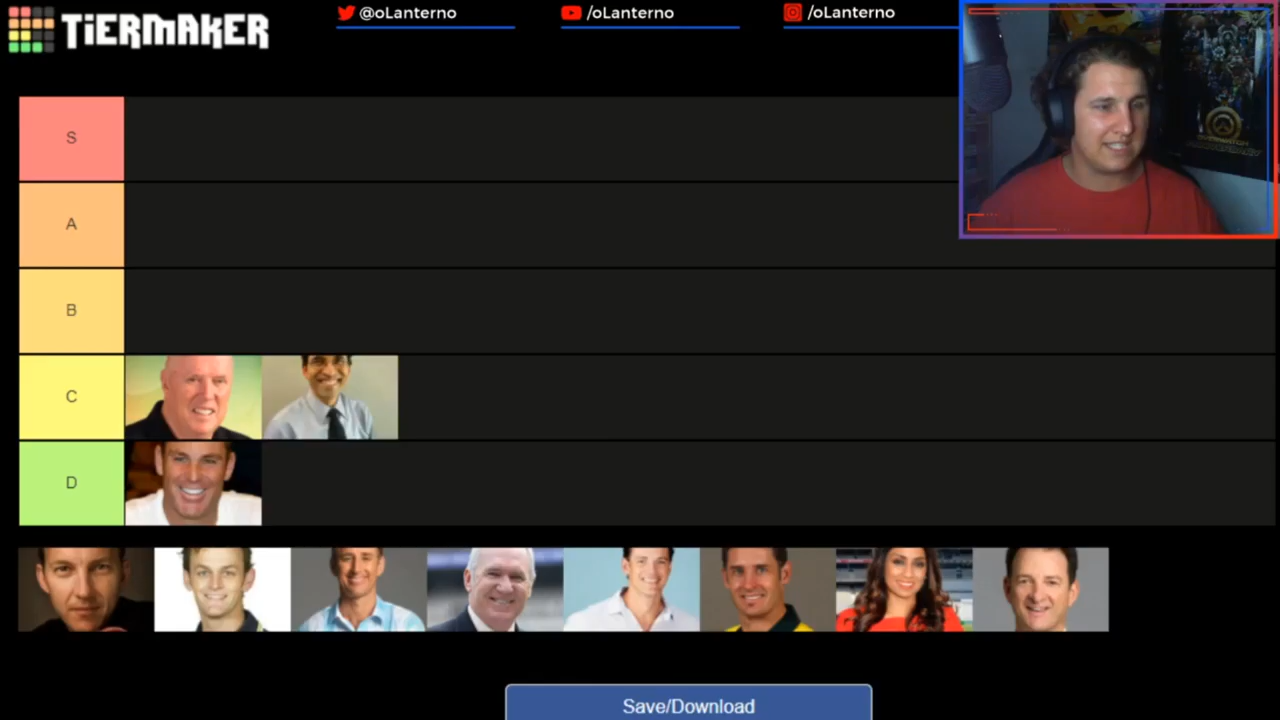 TiERMAKER
@oLanterno
/oLanterno
/oLanterno
S
A
B
C
D
Save/Download